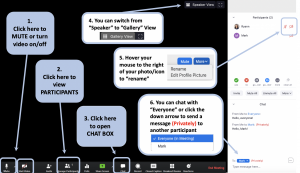 Speaker View
1.
Click here to
MUTE or turn
video on/off
4. You can switch from
"Speaker" to "Gallery" View
Gallery View
5. Hover your
mouse to the right
of your photo/icon
to "rename"
Mute
More
Rename
Edit Profile Picture
2.
Click here to
view
PARTICIPANTS
3. Click here
to open
CHAT BOX
6. You can chat with
"Everyone" or click the
down arrow to send a
message (Privately) to
another participant
Everyone (in Meeting)
Mark
Chat